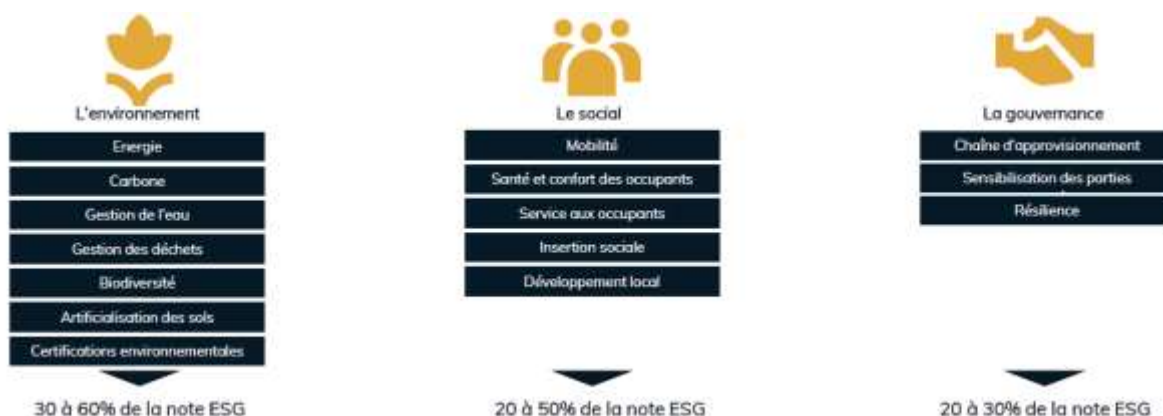 L'environnement
Energie
Carbone
Gestion de l'eau
Gestion des déchets
Biodiversité
Artificialisation des sols
Certifications environnementales
30 à 60% de la note ESG
Le social
Mobilité
Santé et confort des occupants
Service aux occupants
Insertion sociale
Développement local
20 à 50% de la note ESG
La gouvernance
Chaîne d'approvisionnement
Sensibilisation des parties
Résilience
20 à 30% de la note ESG